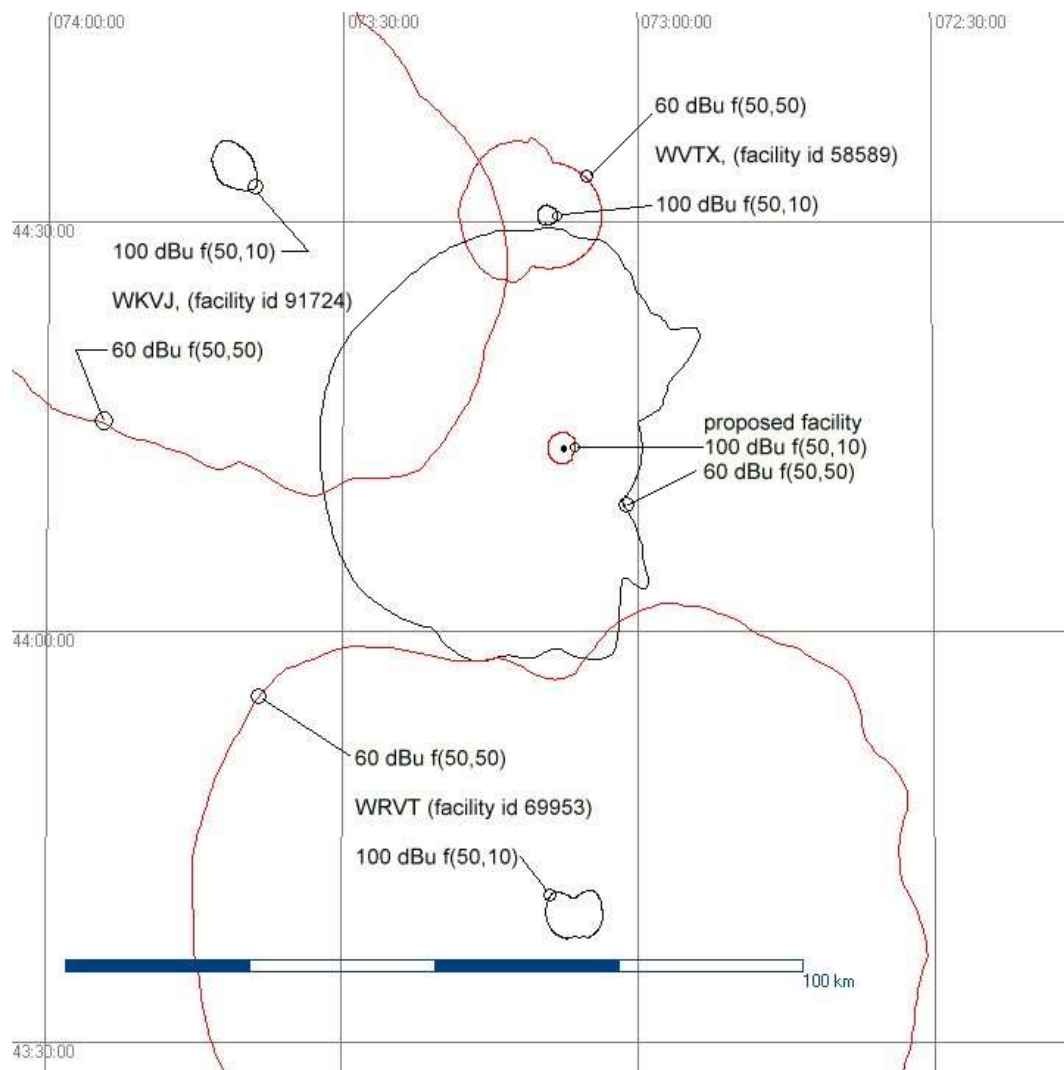 074:00:00
073:30:00
073:00:00
072:30:00
60 dBu f(50,50)
WVTX, (facility id 58589)
100 dBu f(50,10)
44:30:00
100 dBu f(50,10)
WKVJ, (facility id 91724)
60 dBu f(50,50)
proposed facility
100 dBu f(50,10)
60 dBu f(50,50)
44:00:00
60 dBu f(50,50)
WRVT (facility id 69953)
100 dBu f(50,10)
100 km
43:30:00